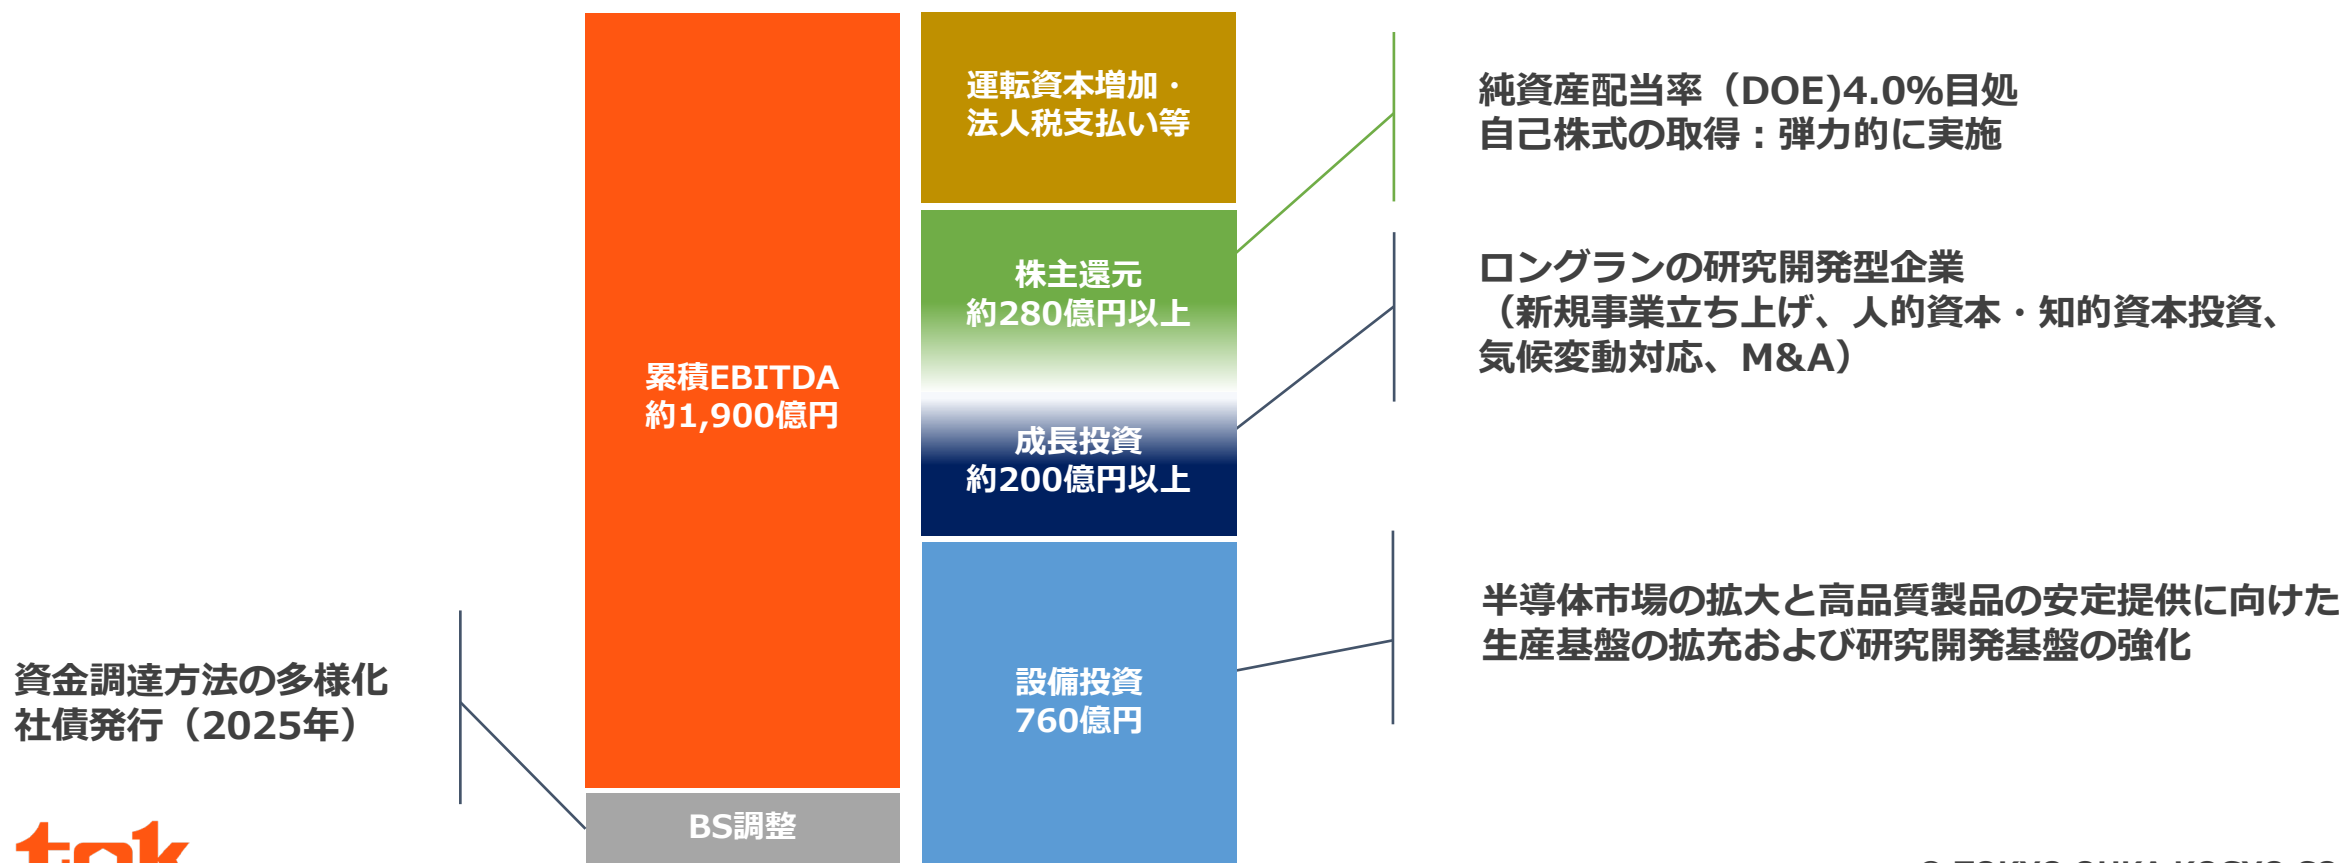 運転資本増加・
法人税支払い等
株主還元
約280億円以上
成長投資
約200億円以上
設備投資
760億円
累積EBITDA
約1,900億円
BS調整
純資産配当率（DOE)4.0%目処
自己株式の取得：弾力的に実施
ロングランの研究開発型企業
（新規事業立ち上げ、人的資本・知的資本投資、
気候変動対応、M&A）
半導体市場の拡大と高品質製品の安定提供に向けた
生産基盤の拡充および研究開発基盤の強化
資金調達方法の多様化
社債発行（2025年）
tok